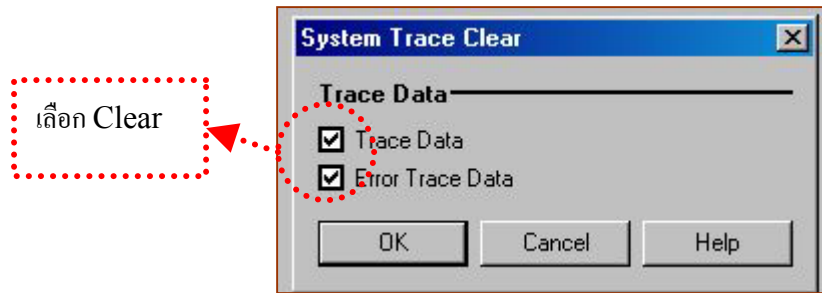 System Trace Clear
เลือก Clear
Trace Data
Trace Data
Error Trace Data
OK
Cancel
Help